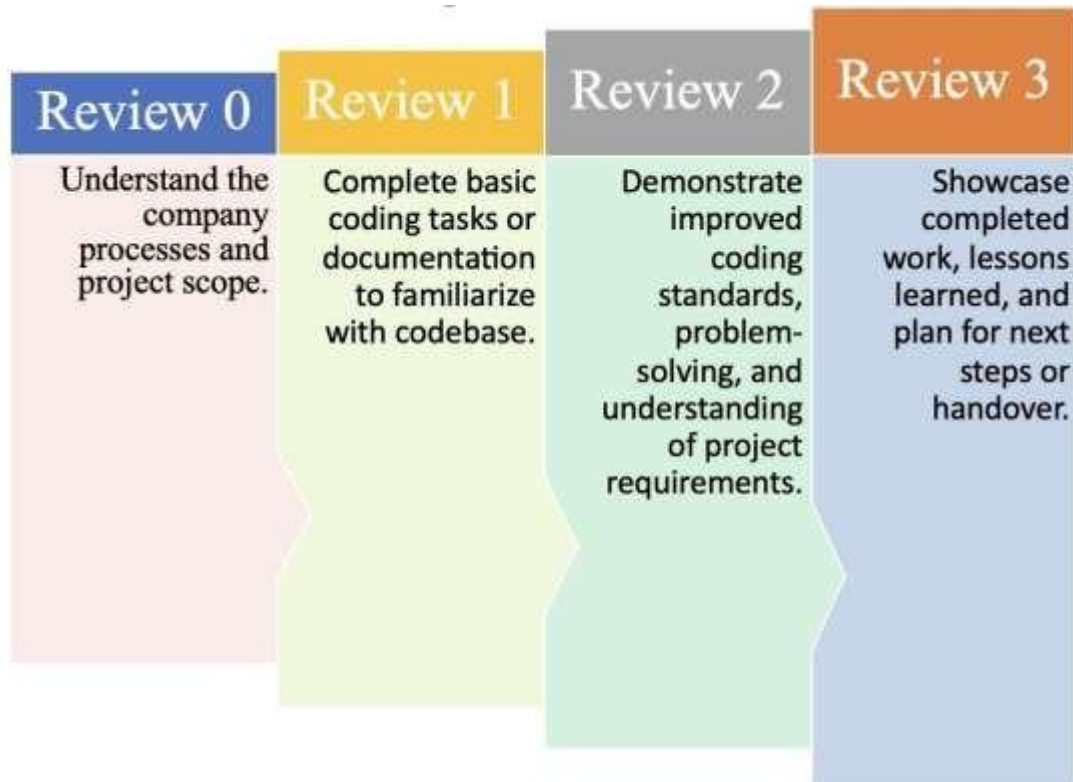 Review 0
Understand the
company
processes and
project scope.
Review 1
Complete basic
coding tasks or
documentation
to familiarize
with codebase.
Review 2
Demonstrate
improved
coding
standards,
problem-
solving, and
understanding
of project
requirements.
Review 3
Showcase
completed
work, lessons
learned, and
plan for next
steps or
handover.